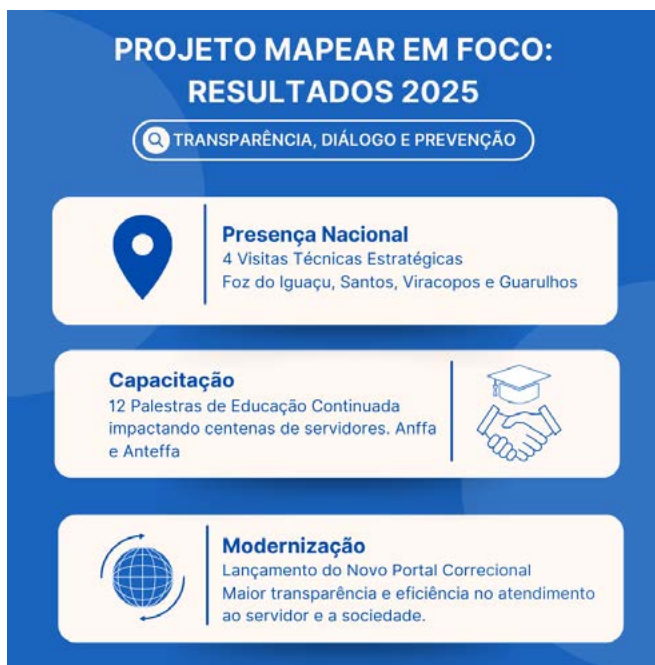 PROJETO MAPEAR EM FOCO:
RESULTADOS 2025
TRANSPARÊNCIA, DIÁLOGO E PREVENÇÃO
Presença Nacional
4 Visitas Técnicas Estratégicas
Foz do Iguaçu, Santos, Viracopos e Guarulhos
Capacitação
12 Palestras de Educação Continuada
impactando centenas de servidores. Anffa
e Anteffa
Modernização
Lançamento do Novo Portal Correcional
Maior transparência e eficiência no atendimento
ao servidor e a sociedade.